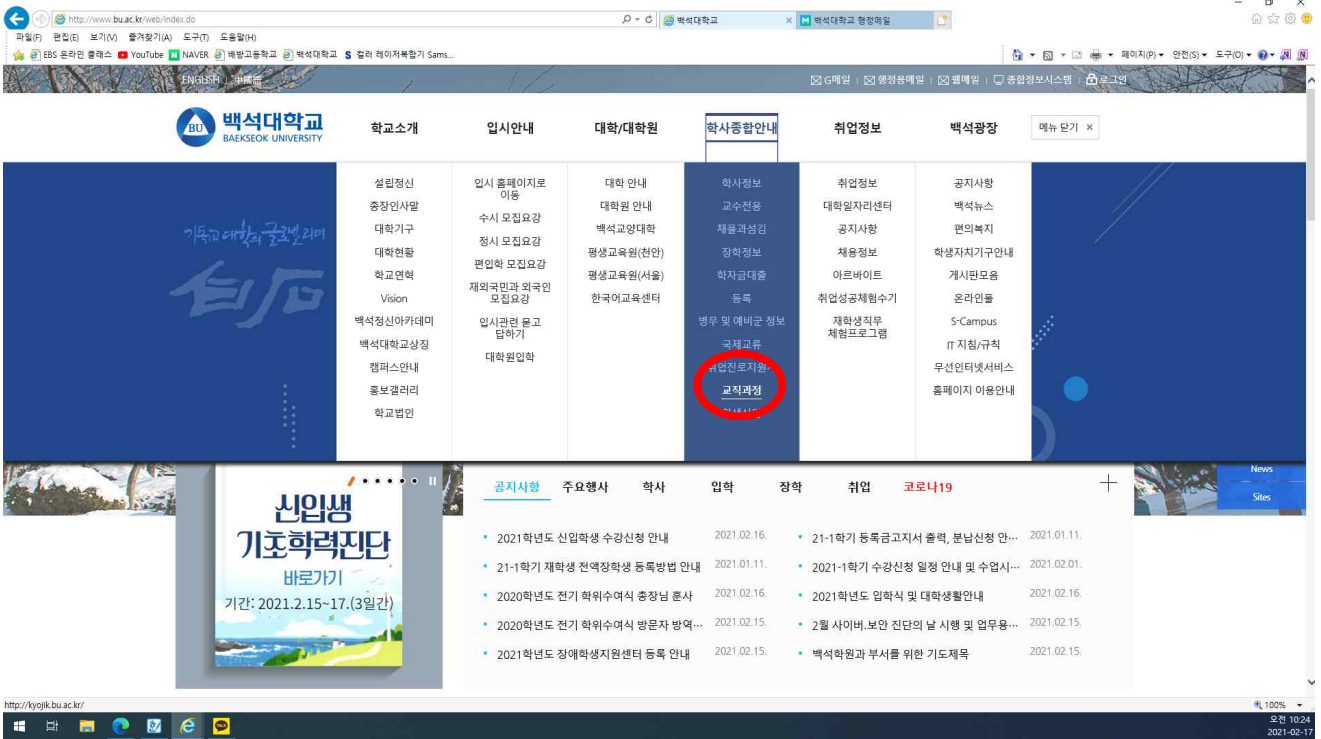 http://www.bu.ac.kr/web/index.do
백석대학교
백석대학교 행정메일
파일(F) 편집(E) 보기(V) 즐겨찾기(A) 도구(T) 도움말(H)
EBS 온라인 클래스 YouTube NAVER 배방고등학교 백석대학교 컬러 레이저복합기 Sams...
페이지(P) 안전(S) 도구(O)
ENGLISH 中國語
G메일 행정용메일 웹메일 종합정보시스템 로그인
BU 백석대학교
BAEKSEOK UNIVERSITY
학교소개 입시안내 대학/대학원 학사종합안내 취업정보 백석광장 메뉴 닫기 ×
기독교대학의 글로벌리더
설립정신
총장인사말
대학기구
대학현황
학교연혁
Vision
백석정신아카데미
백석대학교상징
캠퍼스안내
홍보갤러리
학교법인
입시 홈페이지로
이동
수시 모집요강
정시 모집요강
편입학 모집요강
재외국민과 외국인
모집요강
입시관련 묻고
답하기
대학원입학
대학 안내
대학원 안내
백석교양대학
평생교육원(천안)
평생교육원(서울)
한국어교육센터
학사정보
교수전용
채플과섬김
장학정보
학자금대출
등록
병무 및 예비군 정보
국제교류
취업진로지원
교직과정
취업정보
대학일자리센터
공지사항
채용정보
아르바이트
취업성공체험수기
재학생직무
체험프로그램
공지사항
백석뉴스
편의복지
학생자치기구안내
게시판모음
온라인몰
S-Campus
IT 지침/규칙
무선인터넷서비스
홈페이지 이용안내
News
Sites
신입생
기초학력진단
바로가기
기간: 2021.2.15~17.(3일간)
공지사항 주요행사 학사 입학 장학 취업 코로나19
2021학년도 신입학생 수강신청 안내 2021.02.16.
21-1학기 재학생 전액장학생 등록방법 안내 2021.01.11.
2020학년도 전기 학위수여식 총장님 훈사 2021.02.16.
2020학년도 전기 학위수여식 방문자 방역… 2021.02.15.
2021학년도 장애학생지원센터 등록 안내 2021.02.15.
21-1학기 등록금고지서 출력, 분납신청 안… 2021.01.11.
2021-1학기 수강신청 일정 안내 및 수업시… 2021.02.01.
2021학년도 입학식 및 대학생활안내 2021.02.16.
2월 사이버.보안 진단의 날 시행 및 업무용… 2021.02.15.
백석학원과 부서를 위한 기도제목 2021.02.15.
http://kyojik.bu.ac.kr/
100%
오전 10:24
2021-02-17